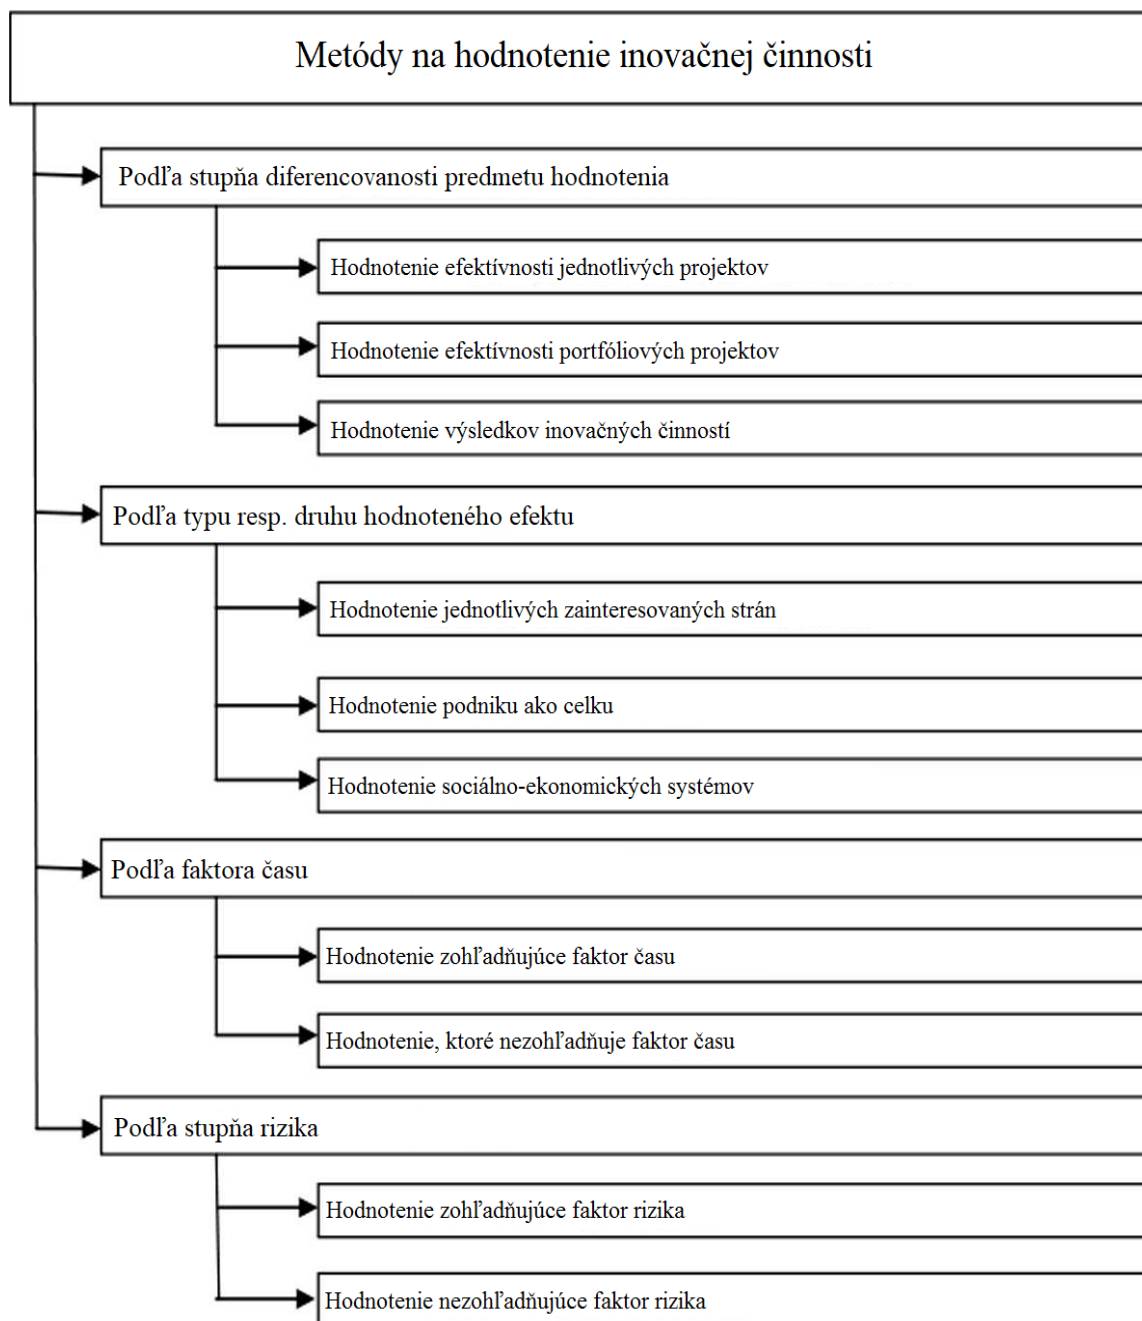 Metódy na hodnotenie inovačnej činnosti
Podľa stupňa diferencovanosti predmetu hodnotenia
Hodnotenie efektívnosti jednotlivých projektov
Hodnotenie efektívnosti portfóliových projektov
Hodnotenie výsledkov inovačných činností
Podľa typu resp. druhu hodnoteného efektu
Hodnotenie jednotlivých zainteresovaných strán
Hodnotenie podniku ako celku
Hodnotenie sociálno-ekonomických systémov
Podľa faktora času
Hodnotenie zohľadňujúce faktor času
Hodnotenie, ktoré nezohľadňuje faktor času
Podľa stupňa rizika
Hodnotenie zohľadňujúce faktor rizika
Hodnotenie nezohľadňujúce faktor rizika